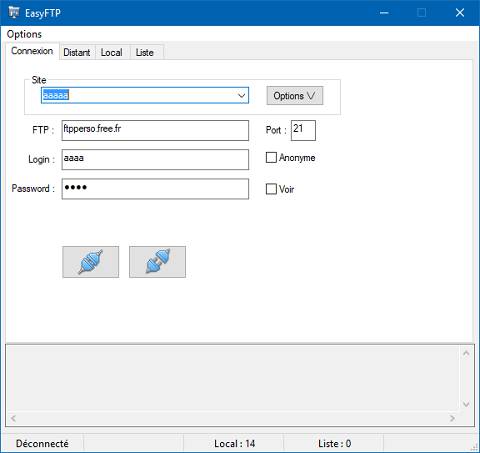 EasyFTP
Options
Connexion Distant Local Liste
Site
aaaaa Options V
FTP : ftpperso.free.fr Port : 21
Login : aaaa Anonyme
Password : ●●●● Voir
Déconnecté Local : 14 Liste : 0